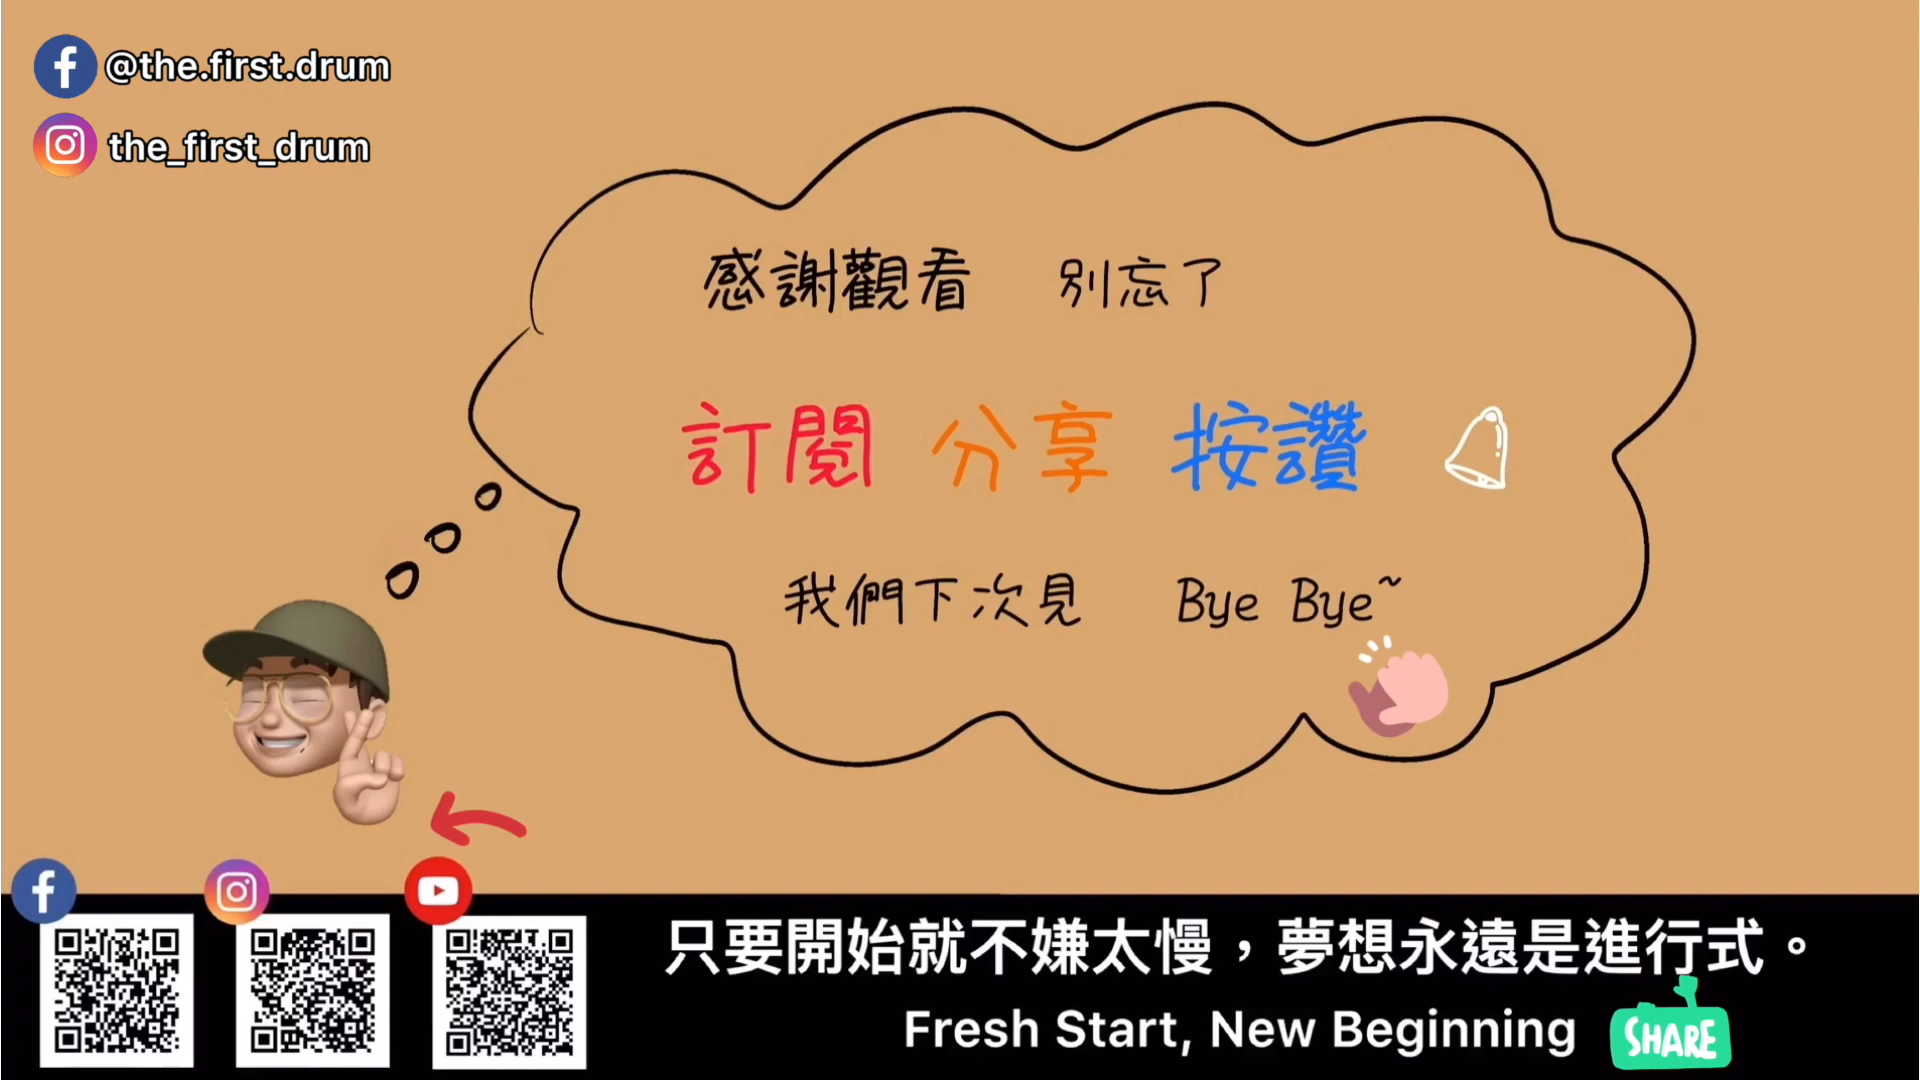 @the.first.drum
the_first_drum
感謝觀看 別忘了
訂閱 分享 按讚
我們下次見 Bye Bye~
只要開始就不嫌太慢，夢想永遠是進行式。
Fresh Start, New Beginning
SHARE